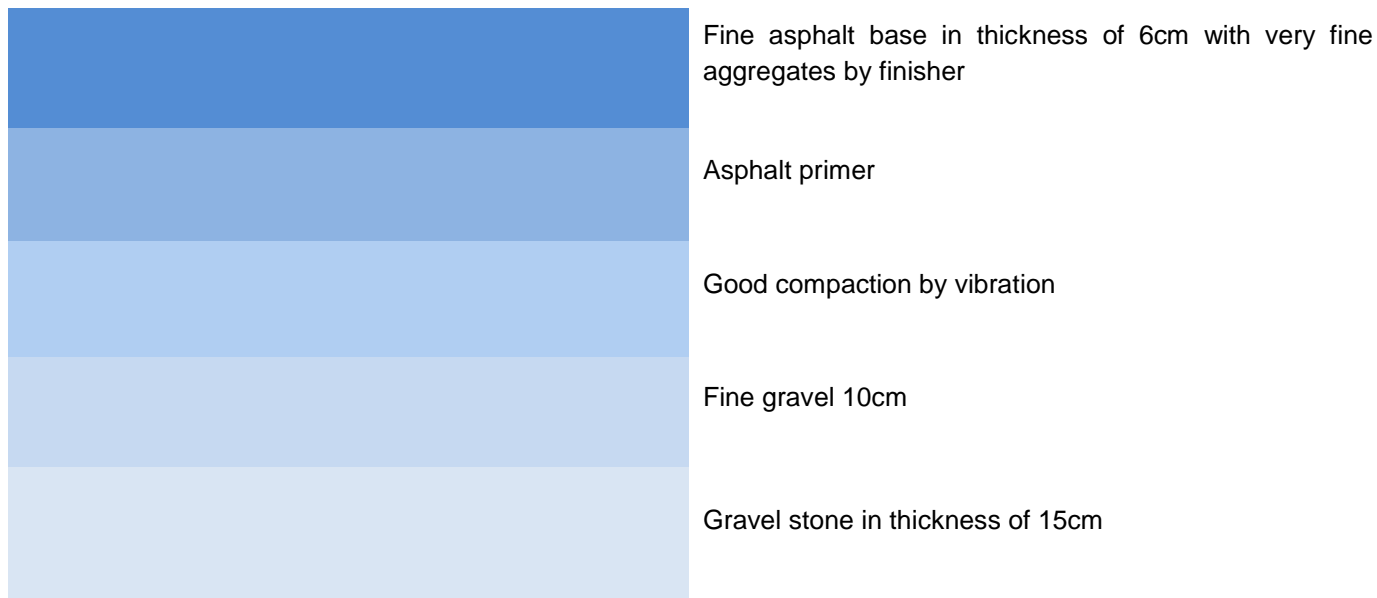 Fine asphalt base in thickness of 6cm with very fine
aggregates by finisher
Asphalt primer
Good compaction by vibration
Fine gravel 10cm
Gravel stone in thickness of 15cm